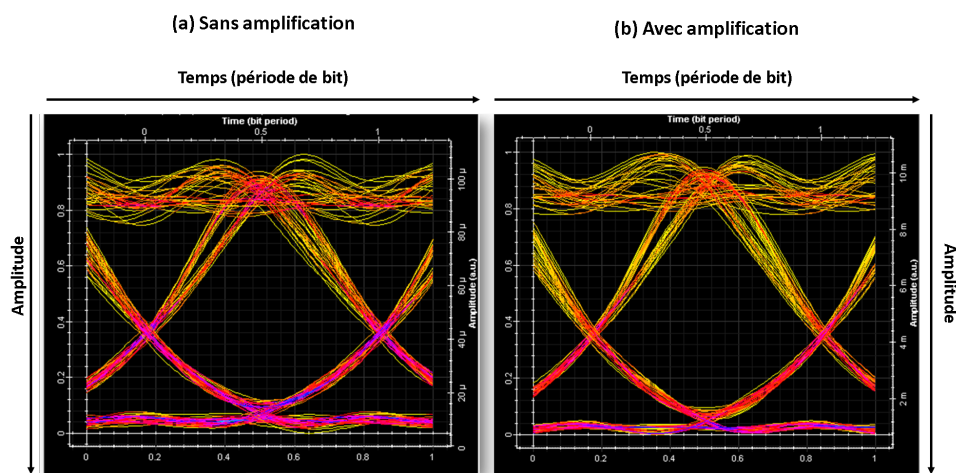 (a) Sans amplification
(b) Avec amplification
Temps (période de bit)
Temps (période de bit)
Time (bit period)
0 0.5 1
1
0.8
0.6
0.4
0.2
0
0 0.2 0.4 0.6 0.8 1
100 µ
80 µ
60 µ
40 µ
20 µ
0
Amplitude (a.u.)
Amplitude
Time (bit period)
0 0.5 1
1
0.8
0.6
0.4
0.2
0
0 0.2 0.4 0.6 0.8 1
10 m
8 m
6 m
4 m
2 m
Amplitude (a.u.)
Amplitude